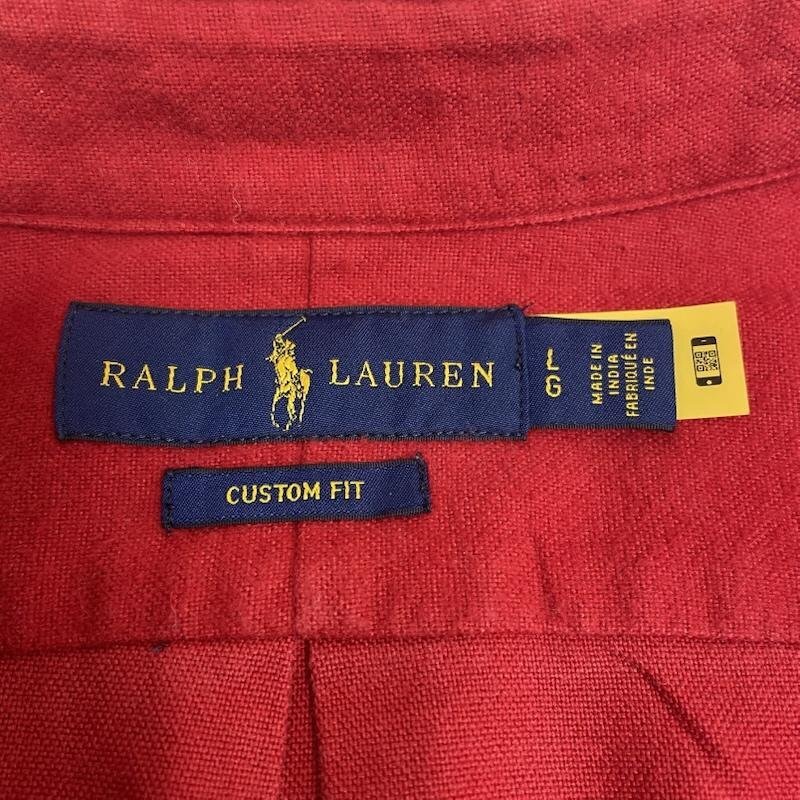 RALPH LAUREN
L
G
MADE IN
INDIA
FABRIQUÉ EN
INDE
CUSTOM FIT